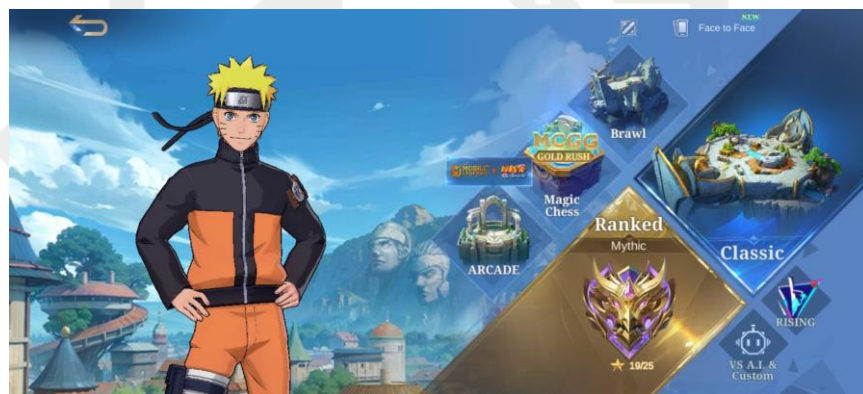 NEW
Face to Face
Brawl
MCGG
GOLD RUSH
Magic
Chess
Ranked
Mythic
Classic
ARCADE
RISING
19/25
VS A.I. &
Custom